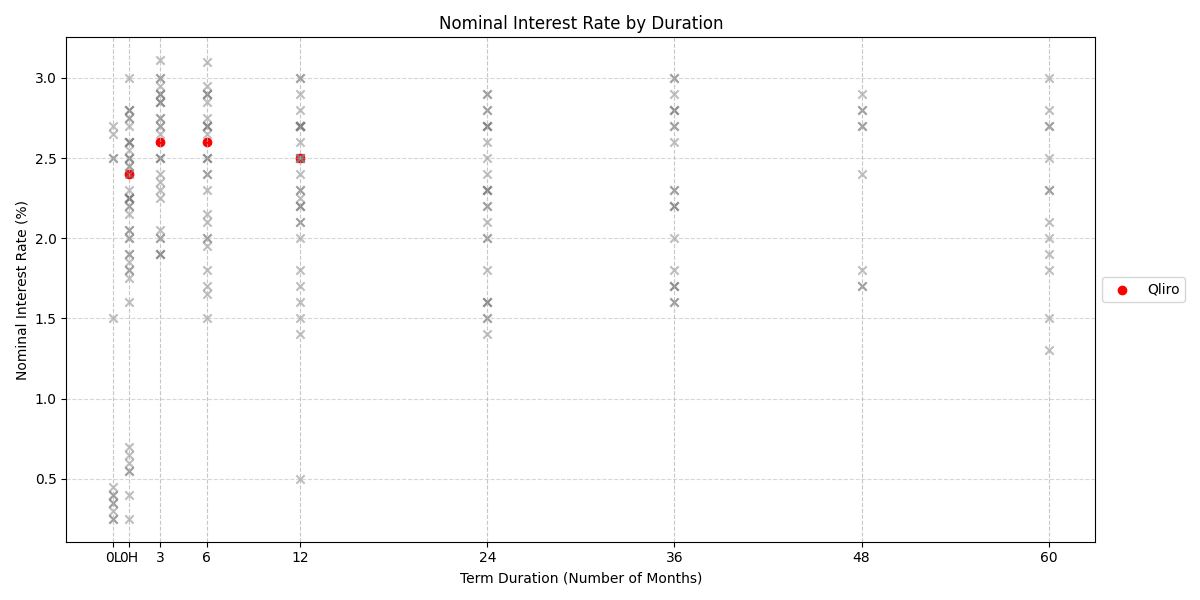 Nominal Interest Rate by Duration
Nominal Interest Rate (%)
3.0
2.5
2.0
1.5
1.0
0.5
0L 0H 3 6 12 24 36 48 60
Term Duration (Number of Months)
Qliro